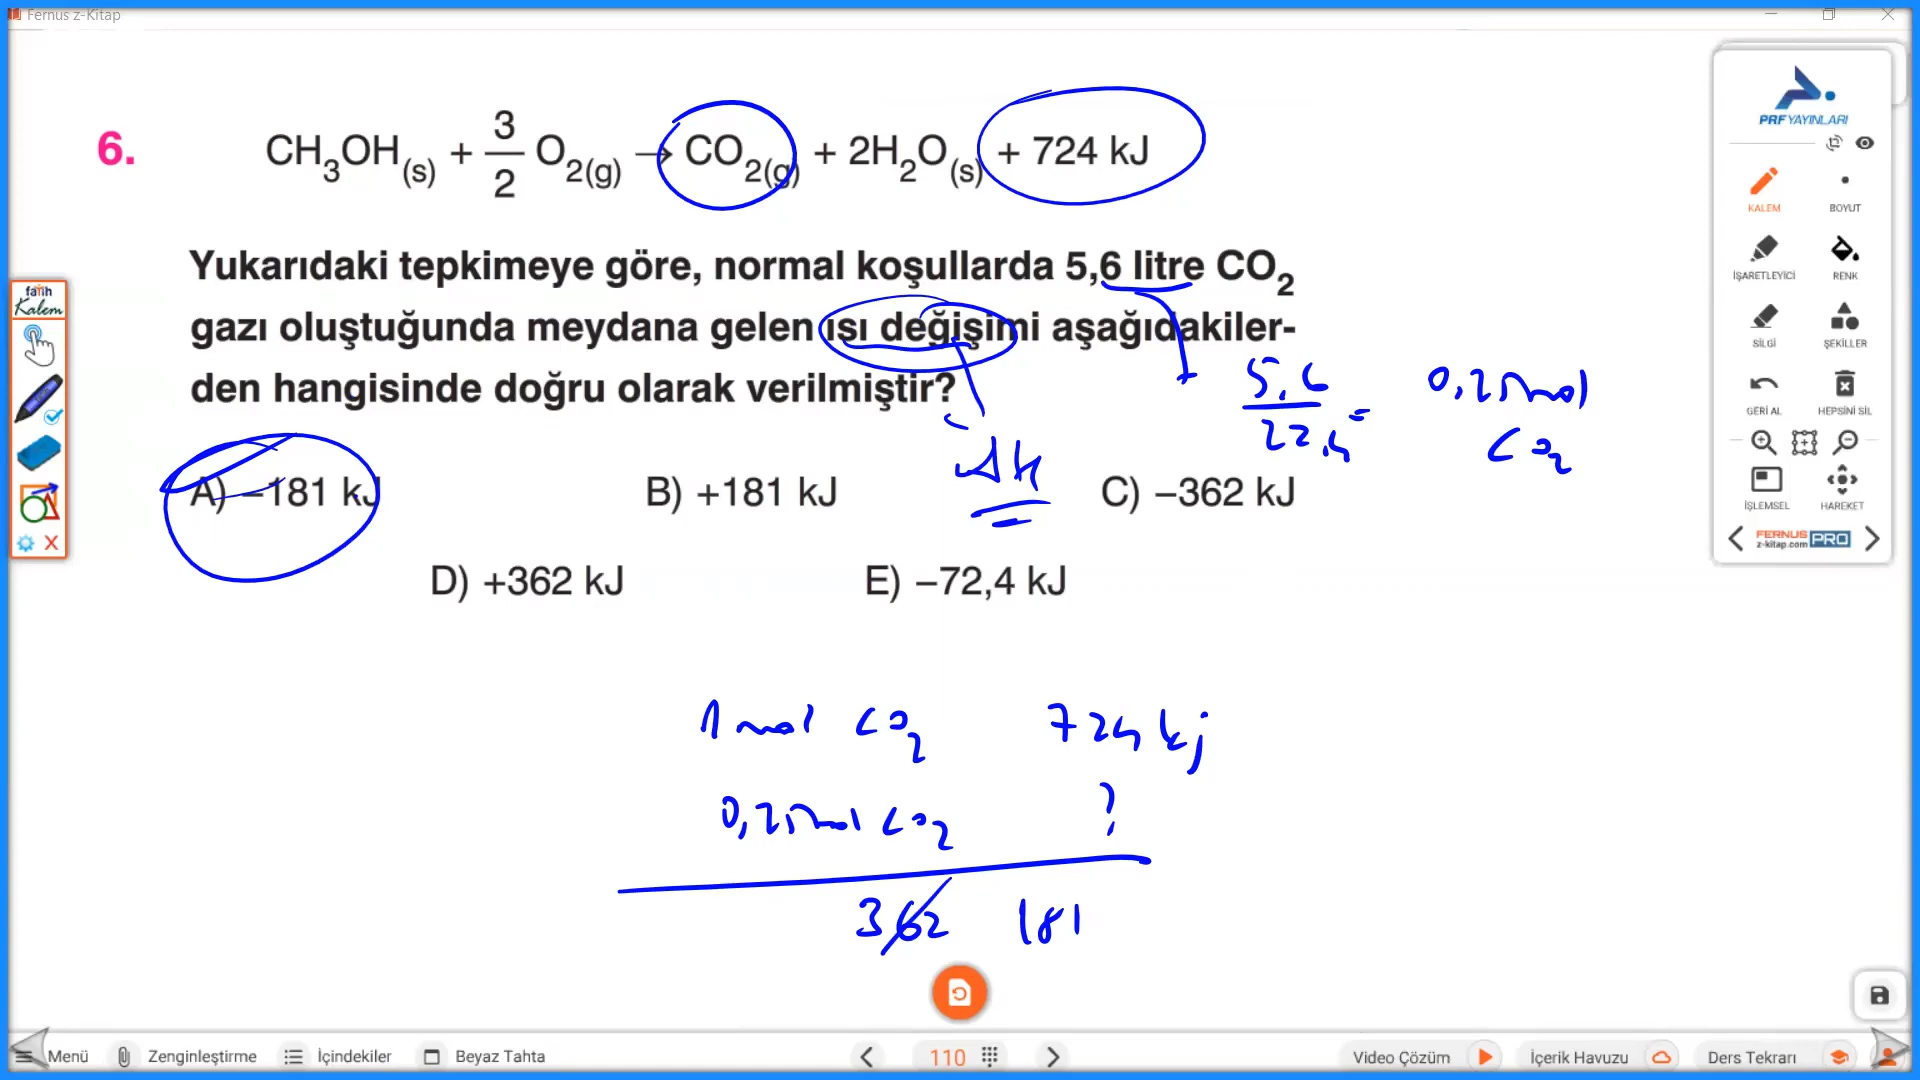 Fernus z-Kitap
6. CH3OH(s) + 3/2 O2(g) → CO2(g) + 2H2O(s) + 724 kJ
Yukarıdaki tepkimeye göre, normal koşullarda 5,6 litre CO2
gazı oluştuğunda meydana gelen ısı değişimi aşağıdakiler-
den hangisinde doğru olarak verilmiştir?
5,6/22,4 = 0,25 mol
CO2
ΔH
A) –181 kJ B) +181 kJ C) –362 kJ
D) +362 kJ E) –72,4 kJ
1 mol CO2 724 kj
0,25 mol CO2 ?
362 181
fatih
Kalem
PRF YAYINLARI
KALEM BOYUT
İŞARETLEYİCİ RENK
SİLGİ ŞEKİLLER
GERİ AL HEPSİNİ SİL
İŞLEMSEL HAREKET
FERNUS
z-kitap.com PRO
Menü Zenginleştirme İçindekiler Beyaz Tahta 110 Video Çözüm İçerik Havuzu Ders Tekrarı